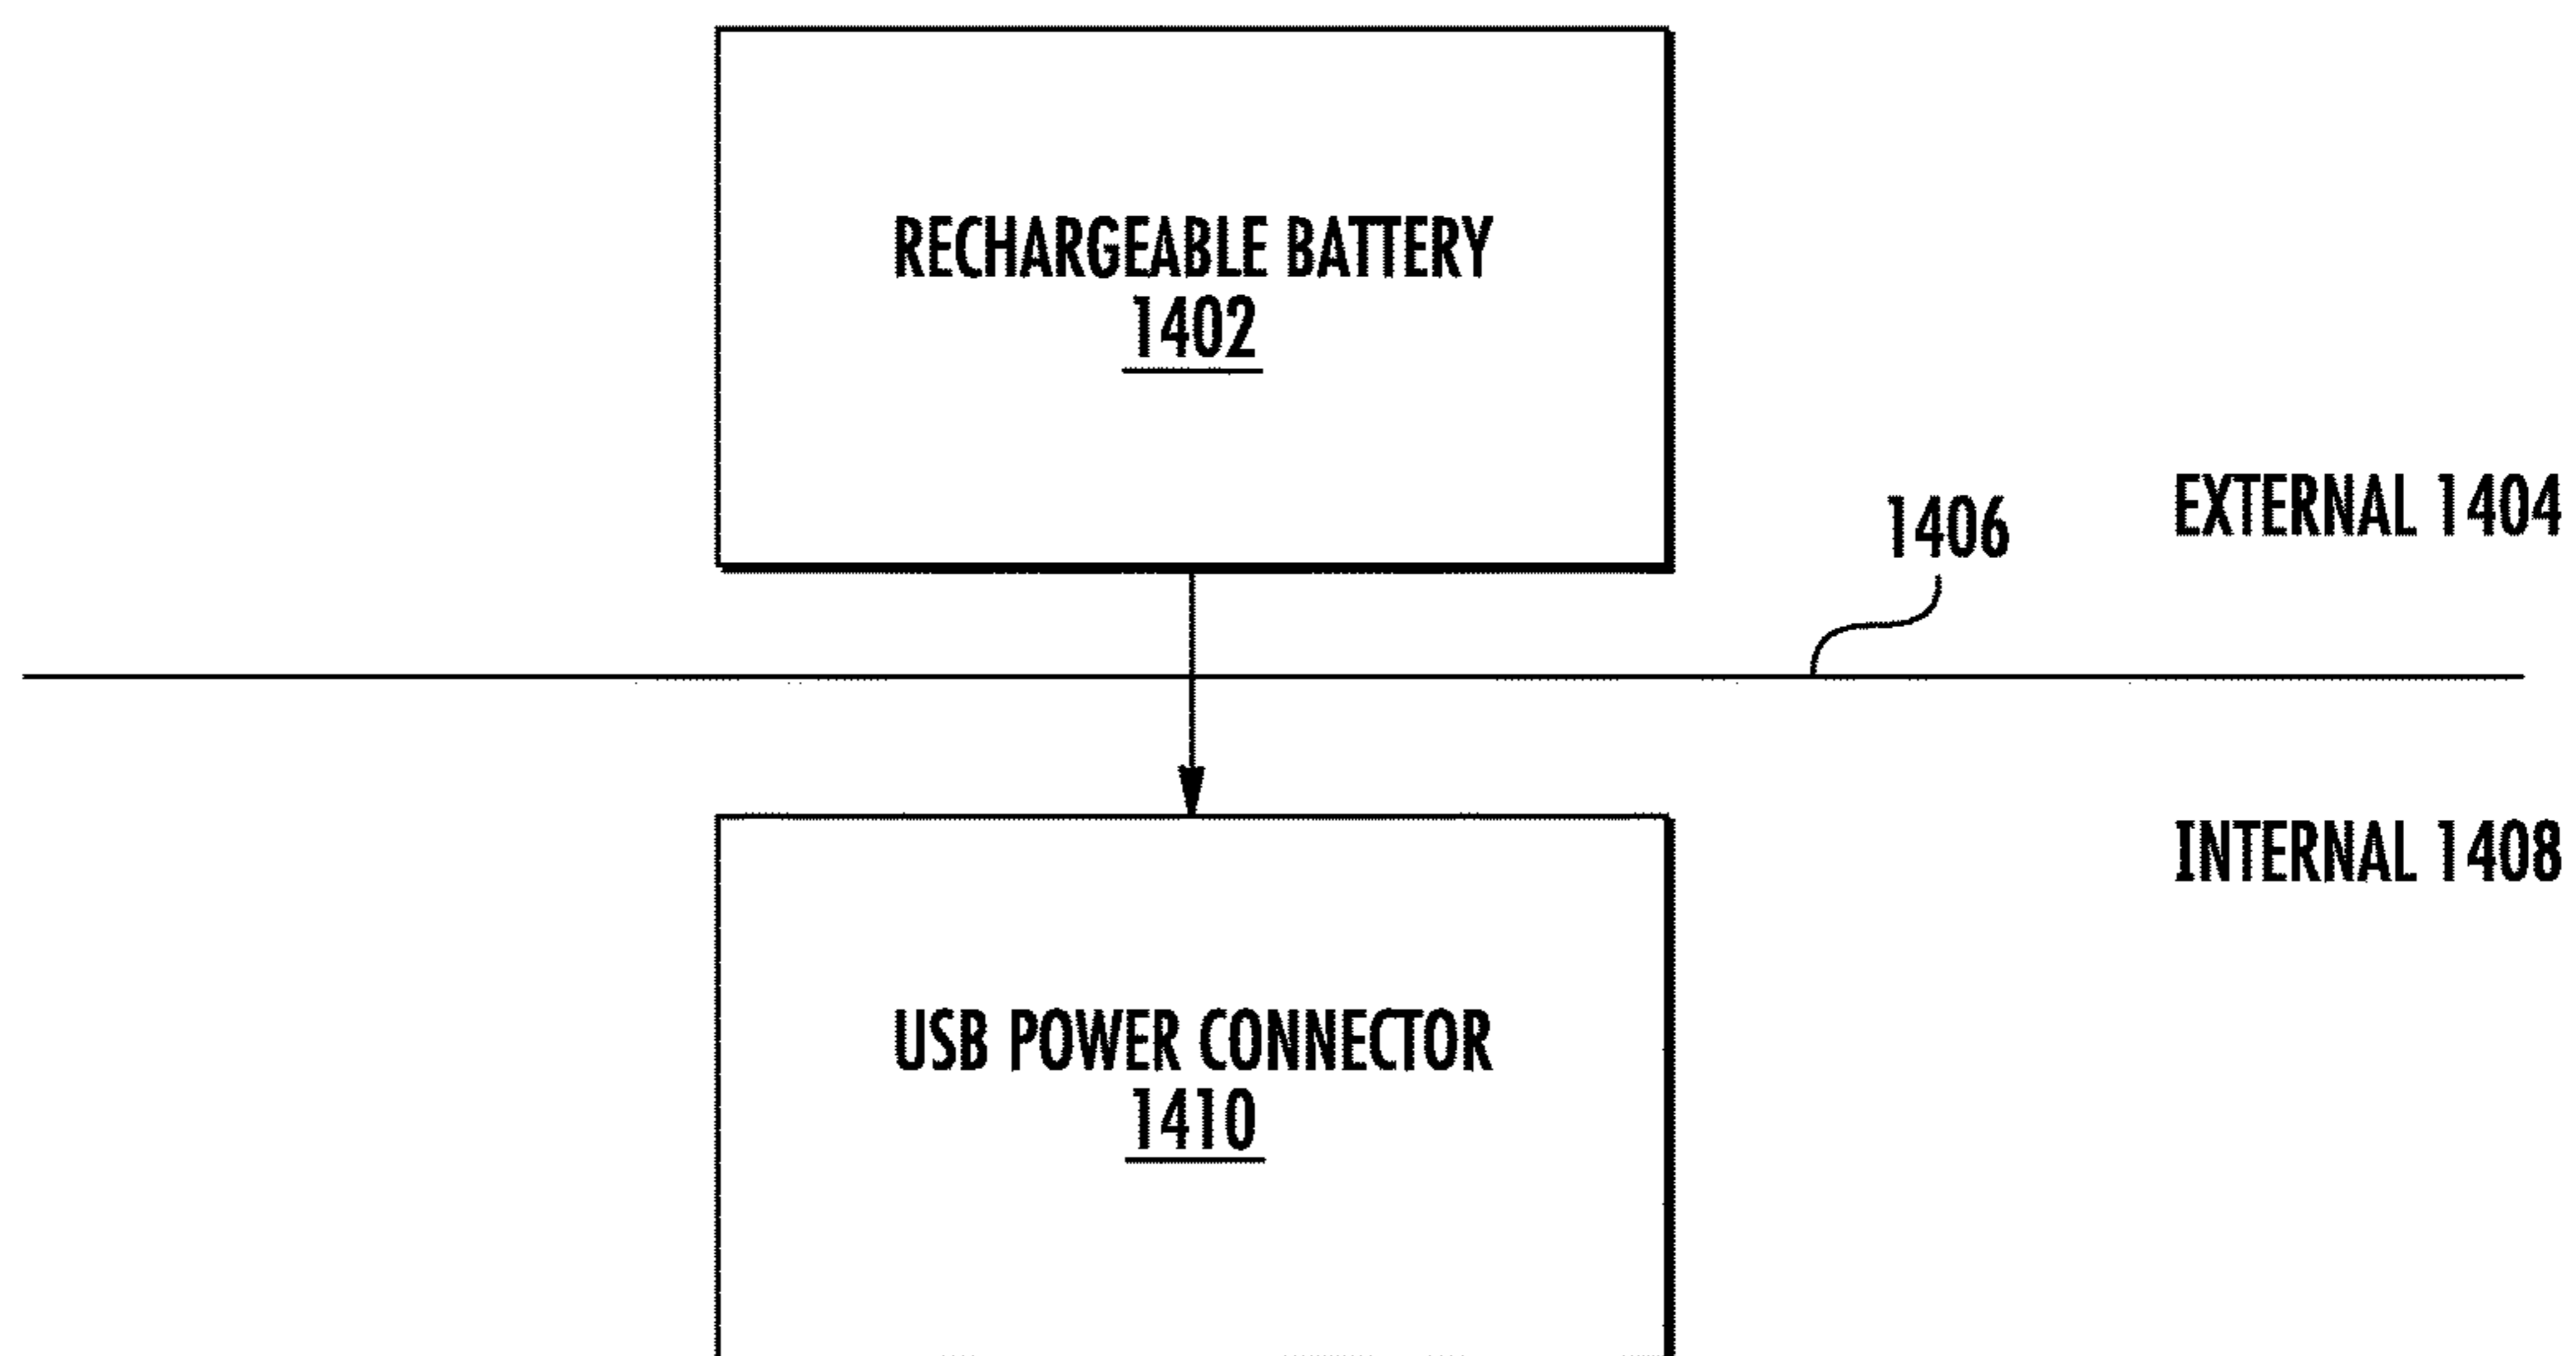 RECHARGEABLE BATTERY
1402
EXTERNAL 1404
1406
INTERNAL 1408
USB POWER CONNECTOR
1410